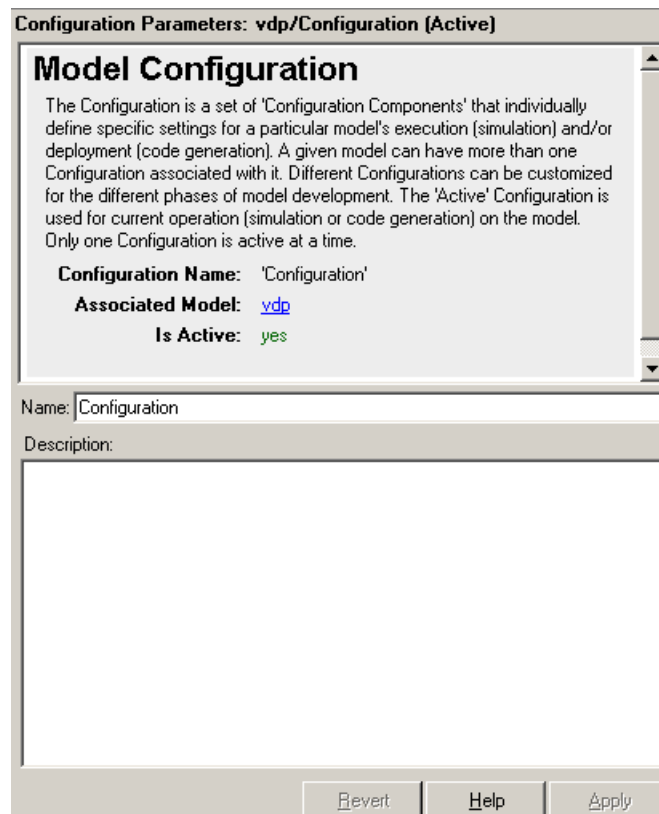 Configuration Parameters: vdp/Configuration (Active)
Model Configuration
The Configuration is a set of 'Configuration Components' that individually
define specific settings for a particular model's execution (simulation) and/or
deployment (code generation). A given model can have more than one
Configuration associated with it. Different Configurations can be customized
for the different phases of model development. The 'Active' Configuration is
used for current operation (simulation or code generation) on the model.
Only one Configuration is active at a time.
Configuration Name: 'Configuration'
Associated Model: vdp
Is Active: yes
Name: Configuration
Description:
Revert Help Apply